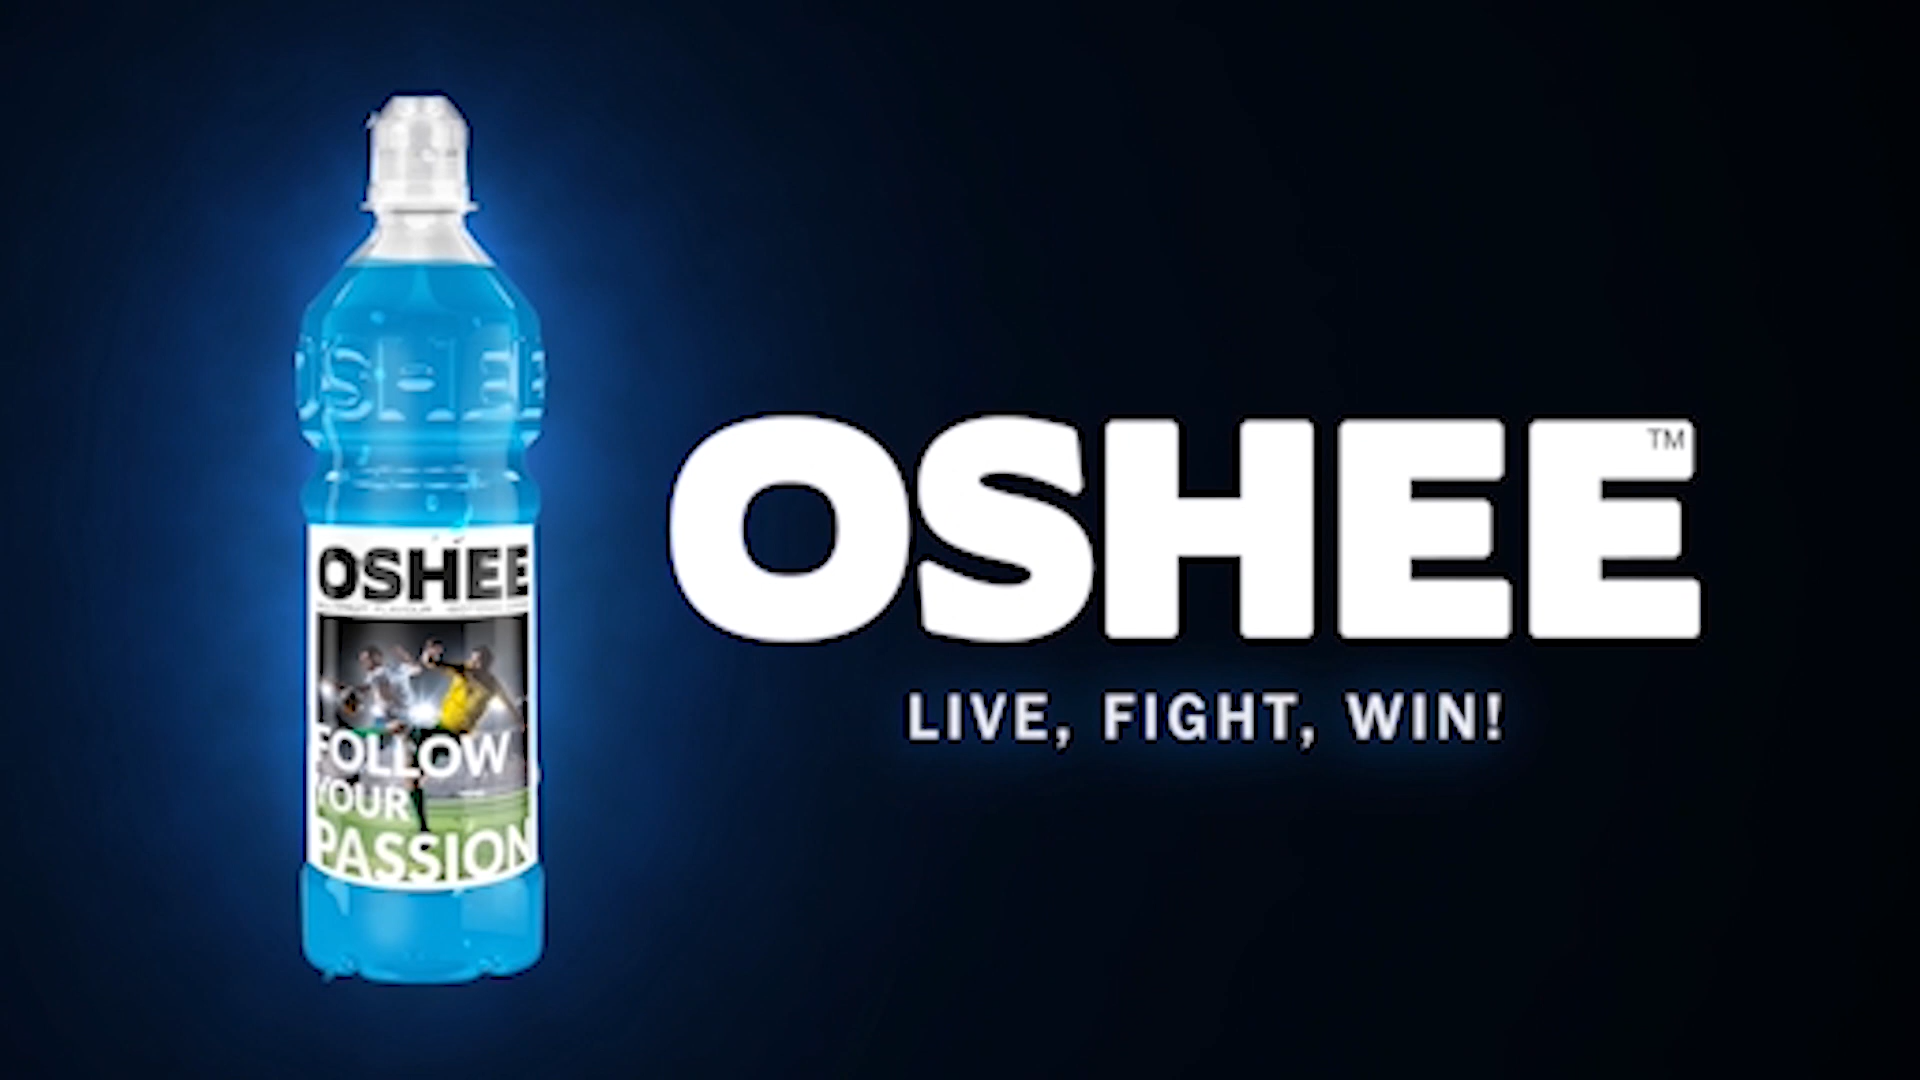 OSHEE
OSHEE
FOLLOW
YOUR
PASSION
OSHEE™
LIVE, FIGHT, WIN!